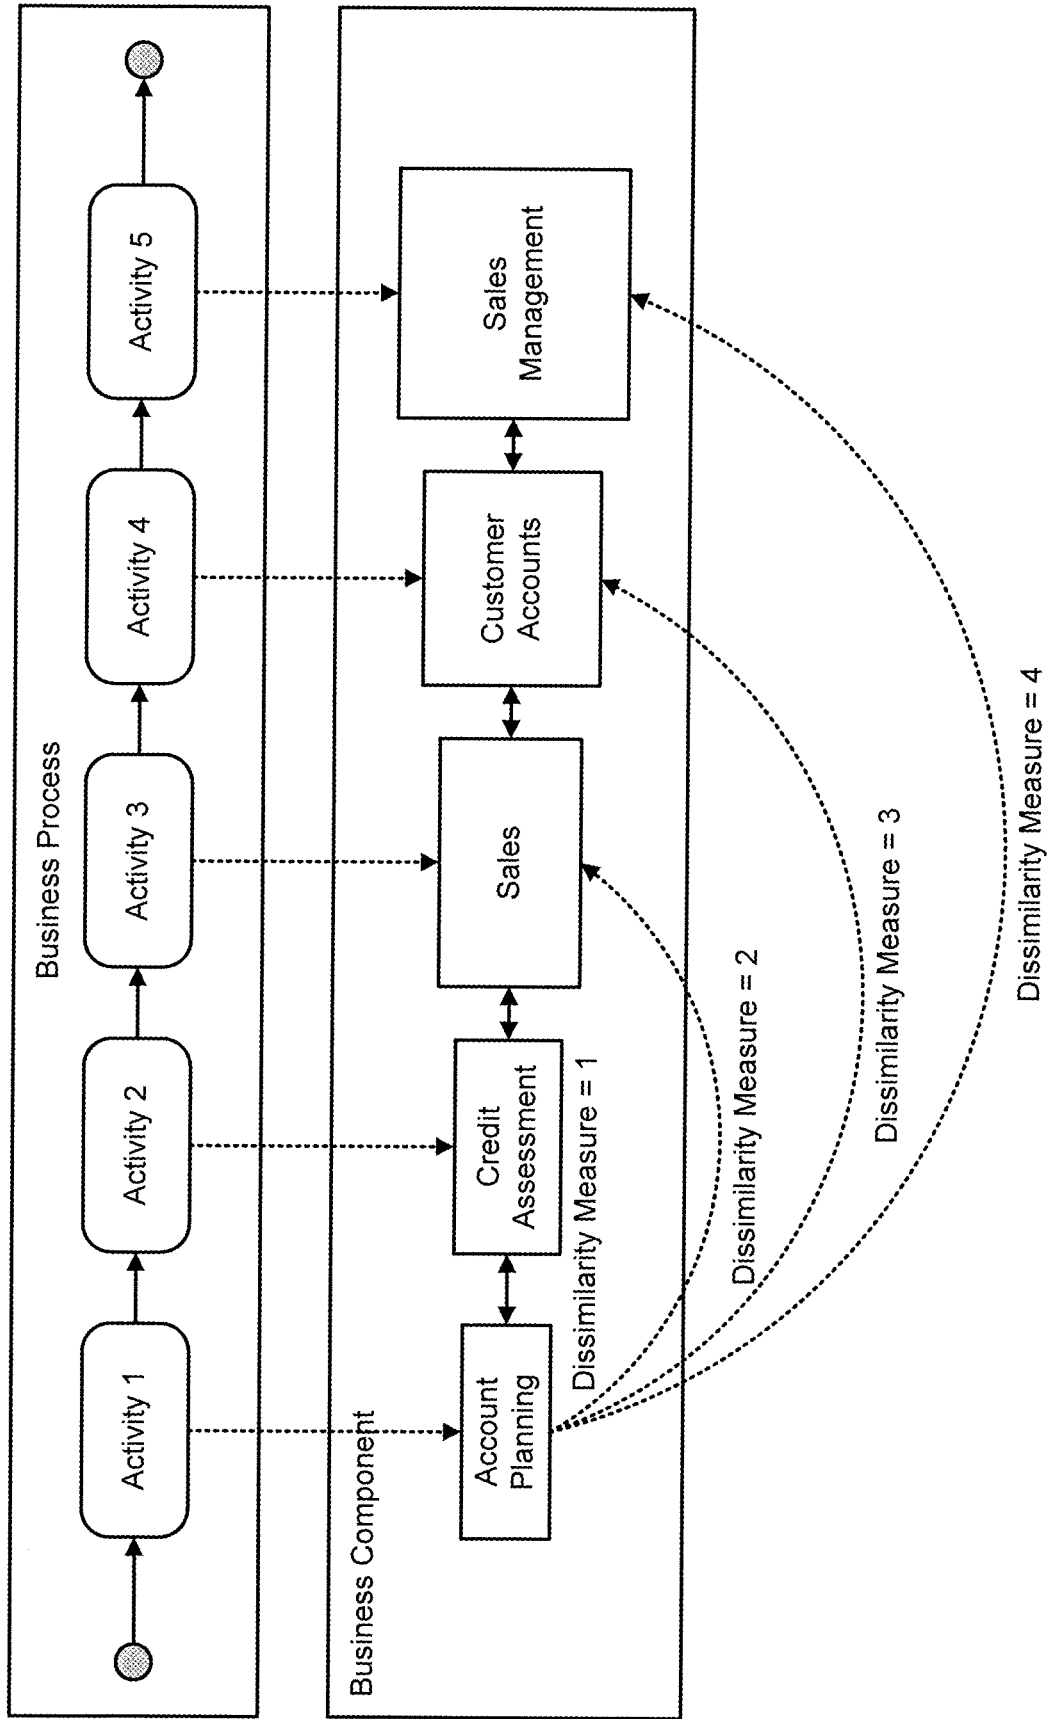 Business Process
Activity 1
Activity 2
Activity 3
Activity 4
Activity 5
Business Component
Account
Planning
Credit
Assessment
Sales
Customer
Accounts
Sales
Management
Dissimilarity Measure = 1
Dissimilarity Measure = 2
Dissimilarity Measure = 3
Dissimilarity Measure = 4